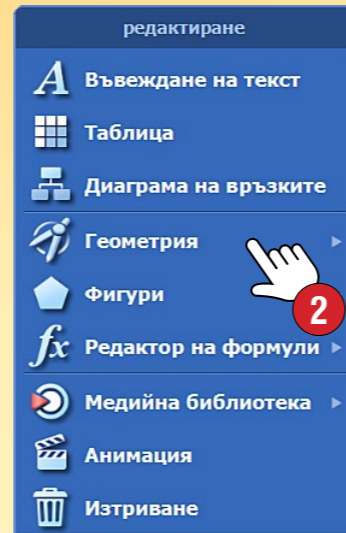 редактиране
Въвеждане на текст
Таблица
Диаграма на връзките
Геометрия
Фигури
2
Редактор на формули
Медийна библиотека
Анимация
Изтриване